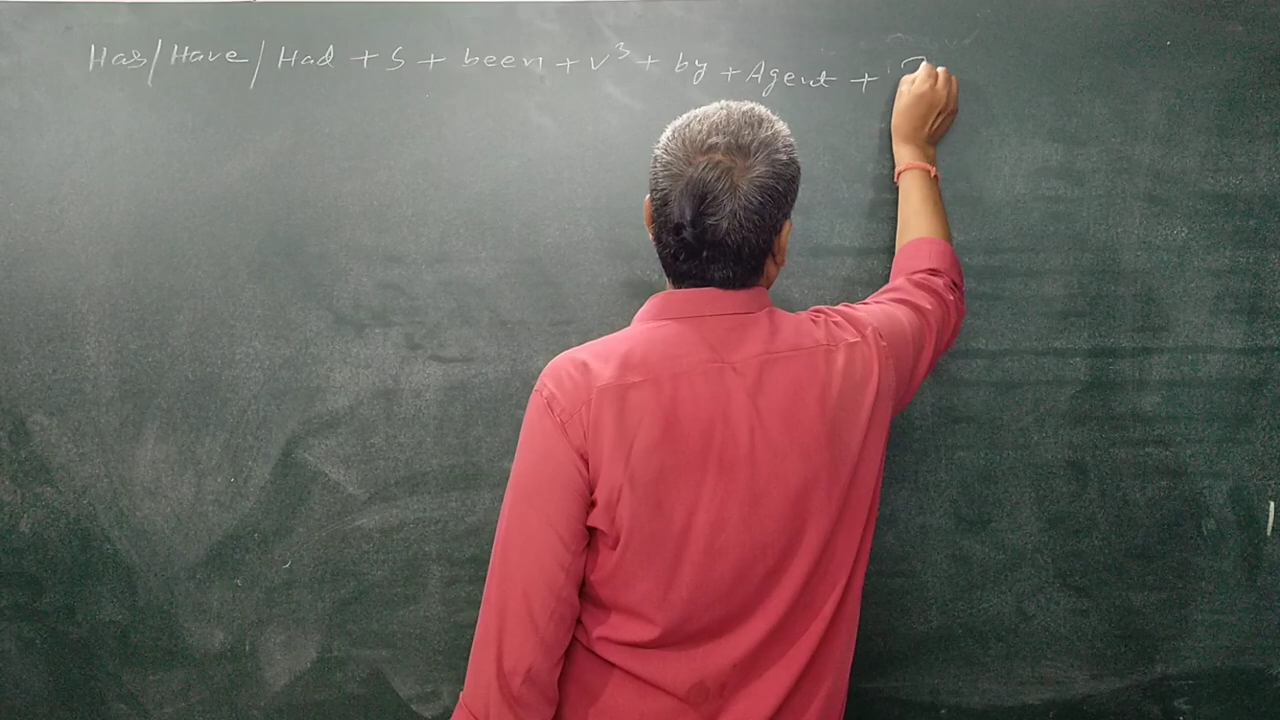 Has/Have/Had + S + been + V³ + by + Agent + ?